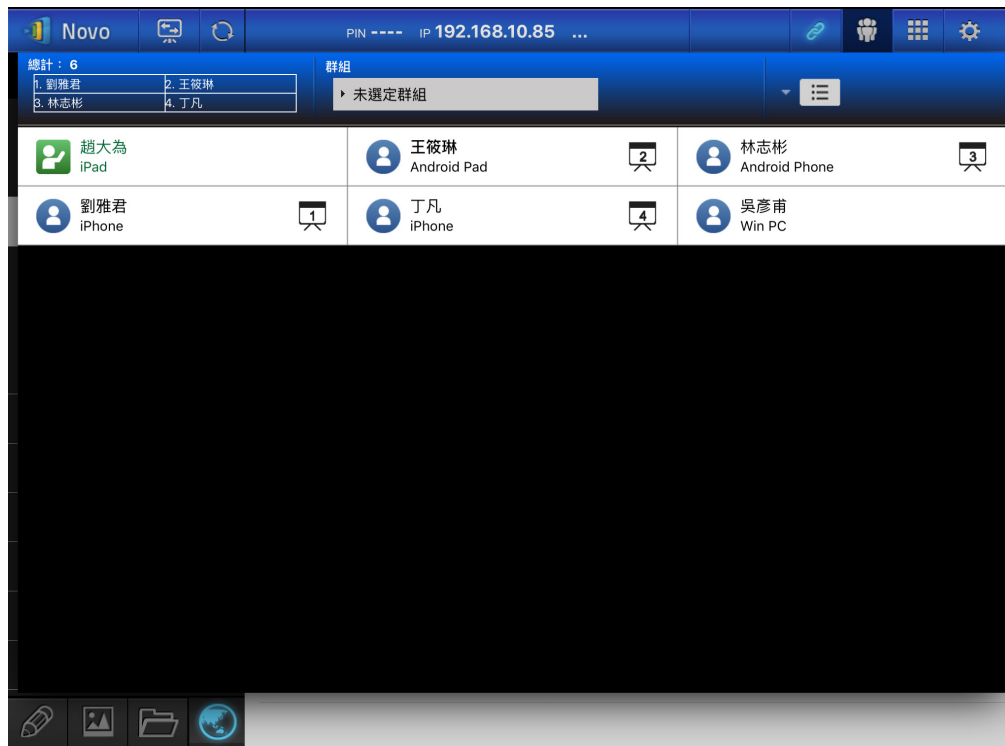 Novo
PIN ---- IP 192.168.10.85 ...
總計： 6
1. 劉雅君 2. 王筱琳
3. 林志彬 4. 丁凡
群組
未選定群組
趙大為
iPad
王筱琳
Android Pad
2
林志彬
Android Phone
3
劉雅君
iPhone
1
丁凡
iPhone
4
吳彥甫
Win PC